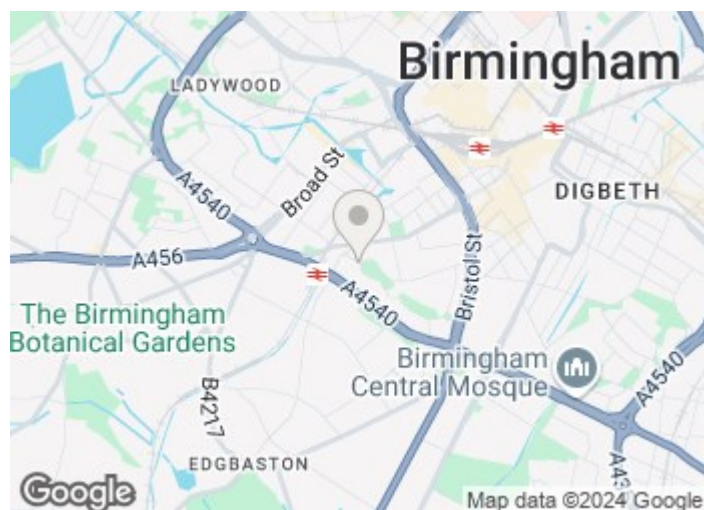 Birmingham
LADYWOOD
Broad St
DIGBETH
A4540
A456
Bristol St
A4540
The Birmingham
Botanical Gardens
Birmingham
Central Mosque
A4540
B4217
EDGBASTON
Google
Map data ©2024 Google